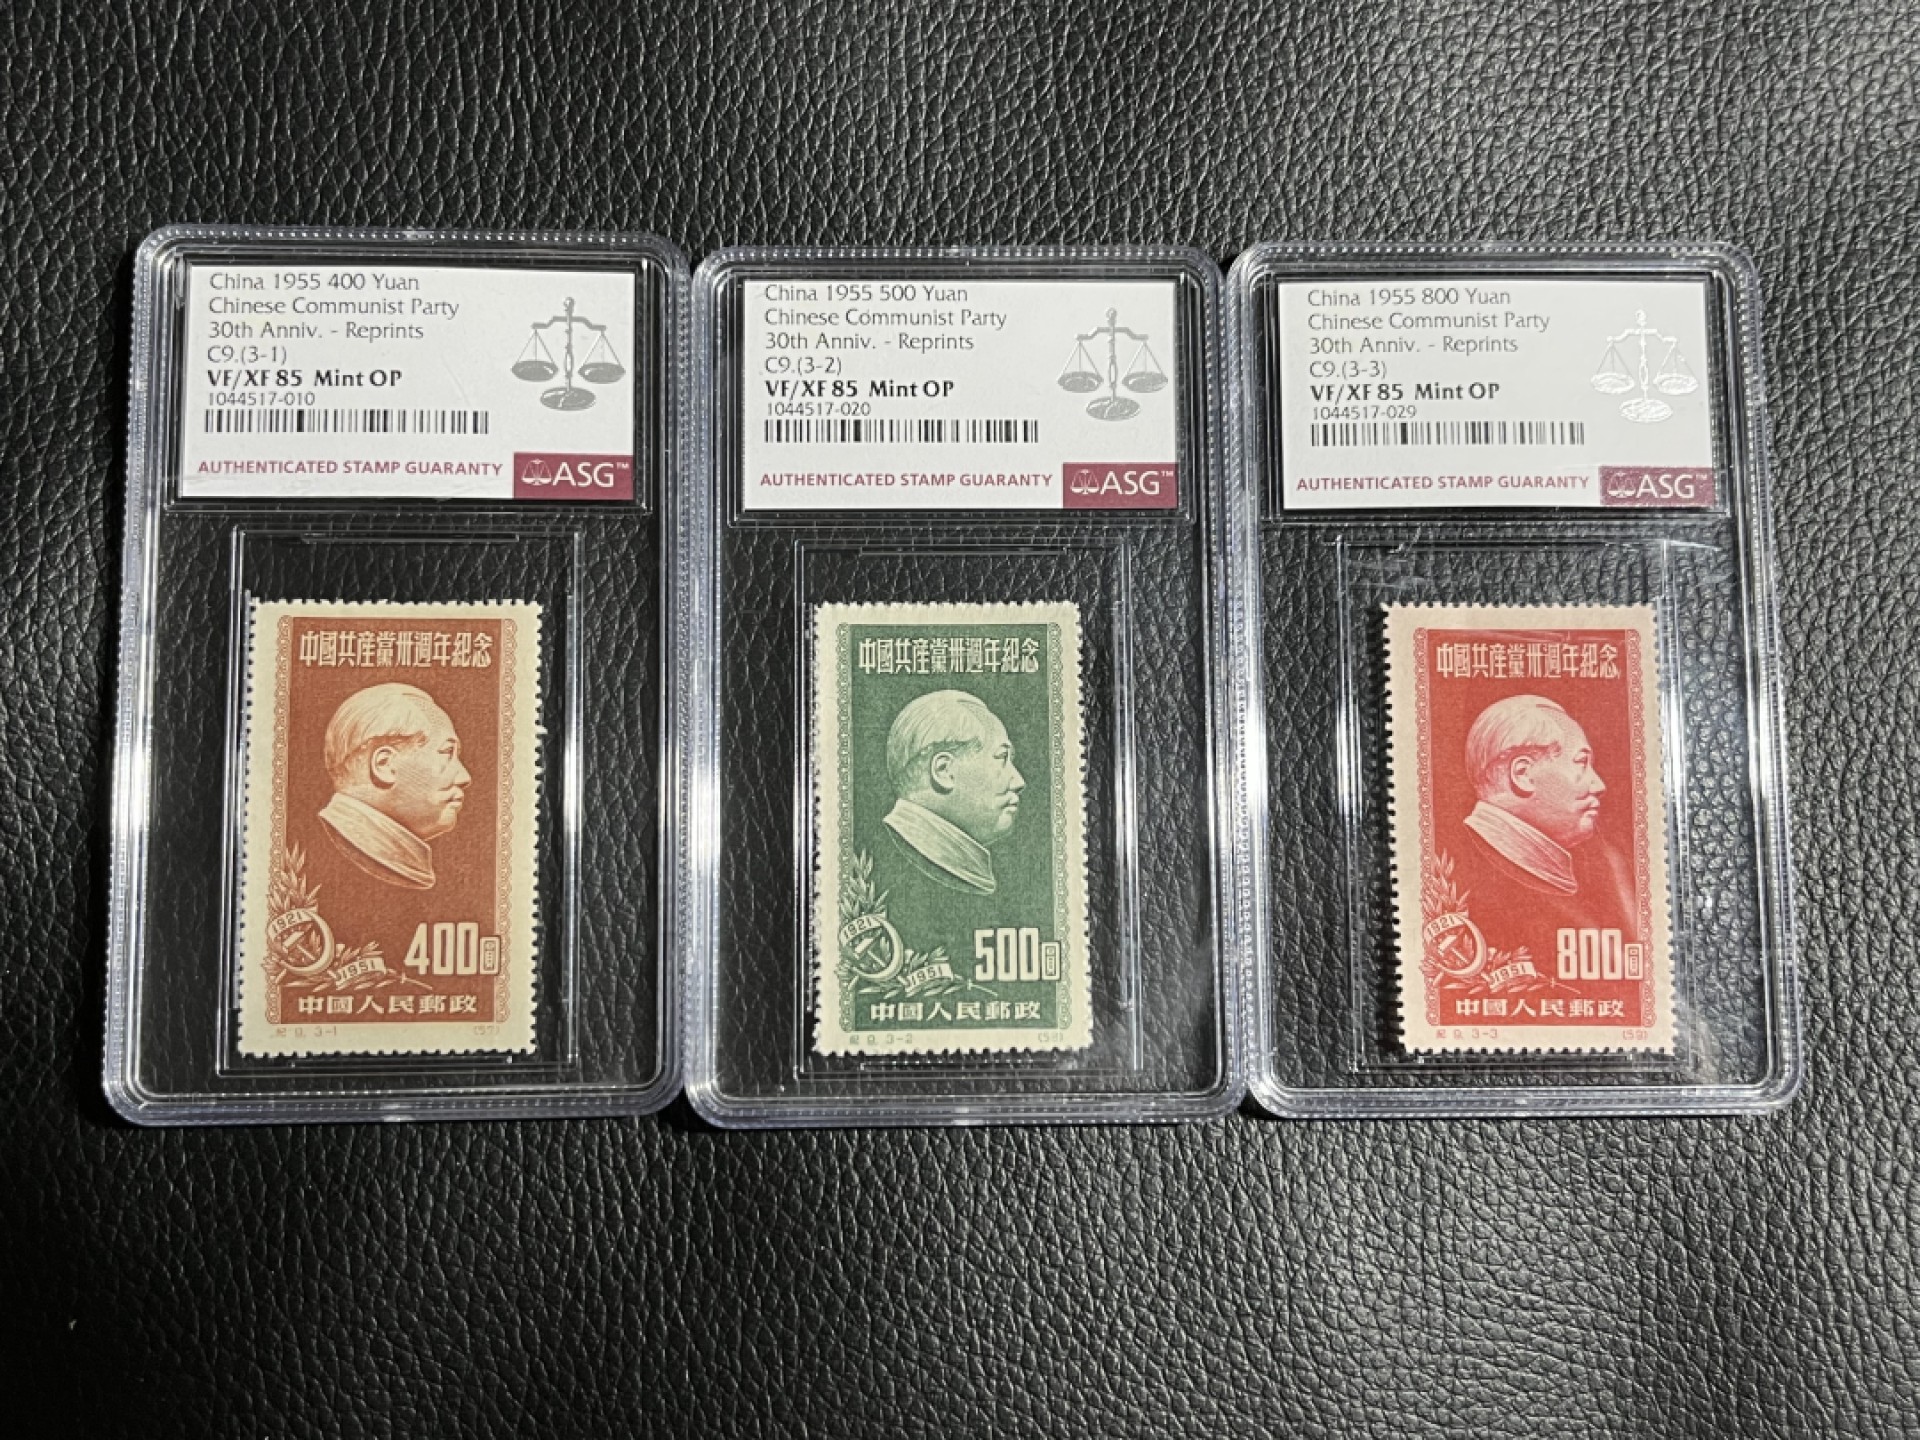 China 1955 400 Yuan
Chinese Communist Party
30th Anniv. - Reprints
C9.(3-1)
VF/XF 85 Mint OP
1044517-010
AUTHENTICATED STAMP GUARANTY ASG™
中國共產黨卅週年紀念
1921
1951
400圓
中國人民郵政
紀 9. 3-1 (57)
China 1955 500 Yuan
Chinese Communist Party
30th Anniv. - Reprints
C9.(3-2)
VF/XF 85 Mint OP
1044517-020
AUTHENTICATED STAMP GUARANTY ASG™
中國共產黨卅週年紀念
1921
1951
500圓
中國人民郵政
紀 9. 3-2 (58)
China 1955 800 Yuan
Chinese Communist Party
30th Anniv. - Reprints
C9.(3-3)
VF/XF 85 Mint OP
1044517-029
AUTHENTICATED STAMP GUARANTY ASG™
中國共產黨卅週年紀念
1921
1951
800圓
中國人民郵政
紀 9. 3-3 (59)